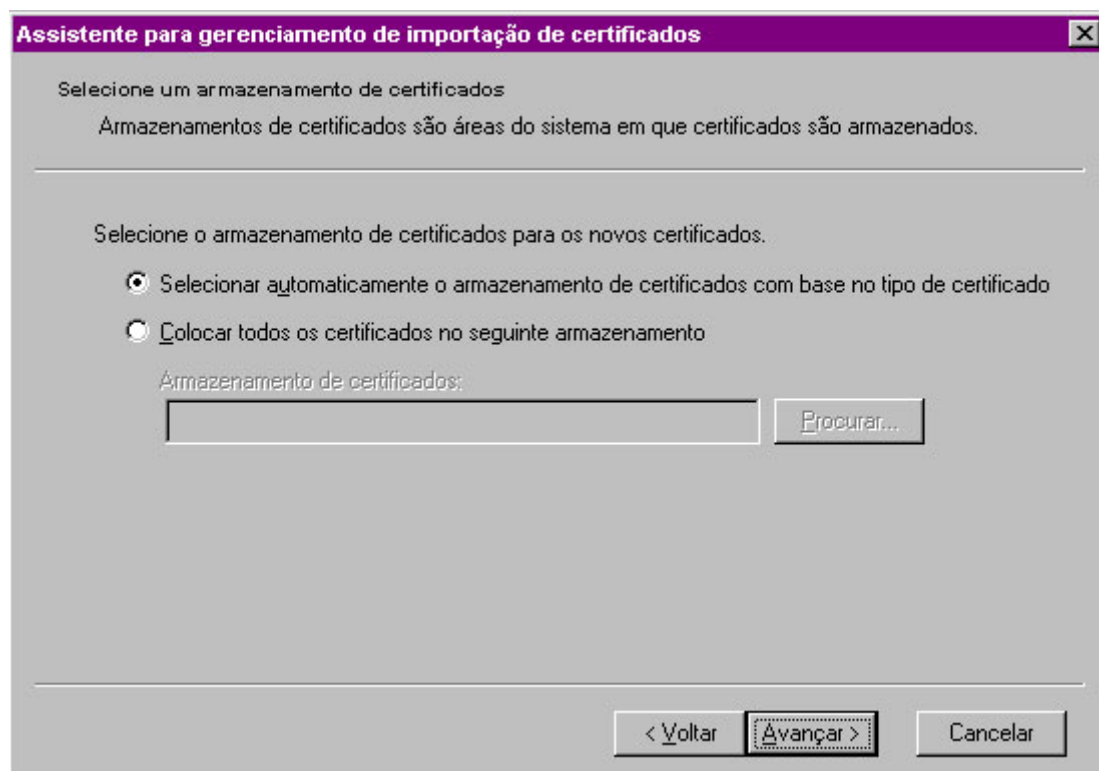 Assistente para gerenciamento de importação de certificados
Selecione um armazenamento de certificados
Armazenamentos de certificados são áreas do sistema em que certificados são armazenados.
Selecione o armazenamento de certificados para os novos certificados.
Selecionar automaticamente o armazenamento de certificados com base no tipo de certificado
Colocar todos os certificados no seguinte armazenamento
Armazenamento de certificados:
Procurar...
< Voltar Avançar > Cancelar